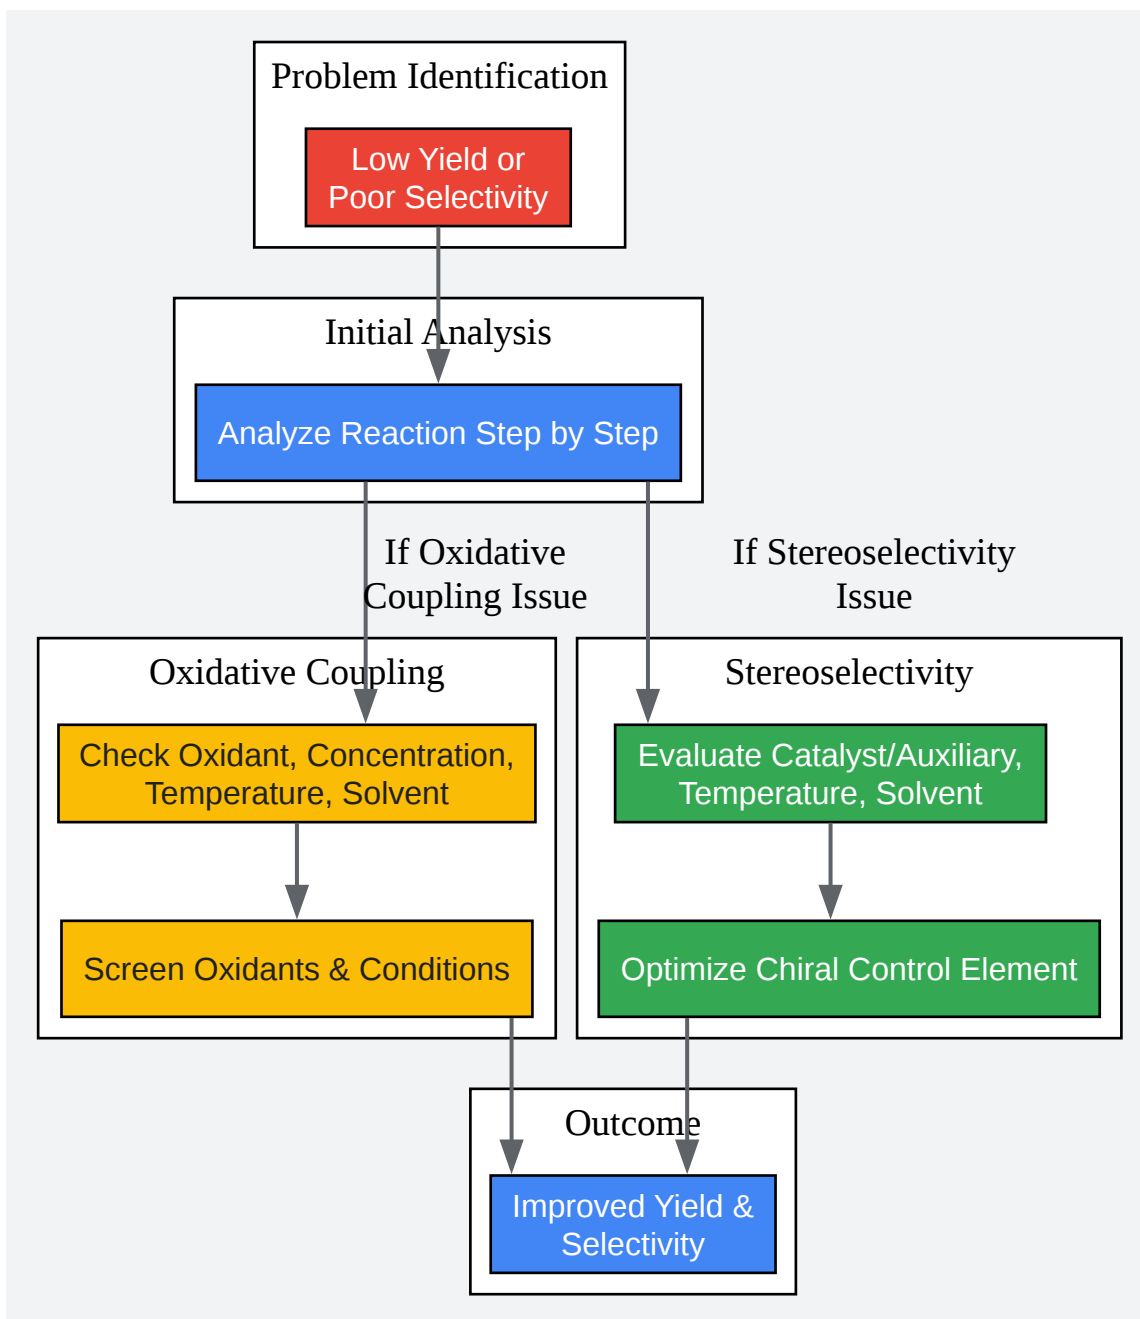 Problem Identification
Low Yield or
Poor Selectivity
Initial Analysis
Analyze Reaction Step by Step
If Oxidative
Coupling Issue
If Stereoselectivity
Issue
Oxidative Coupling
Check Oxidant, Concentration,
Temperature, Solvent
Screen Oxidants & Conditions
Stereoselectivity
Evaluate Catalyst/Auxiliary,
Temperature, Solvent
Optimize Chiral Control Element
Outcome
Improved Yield &
Selectivity